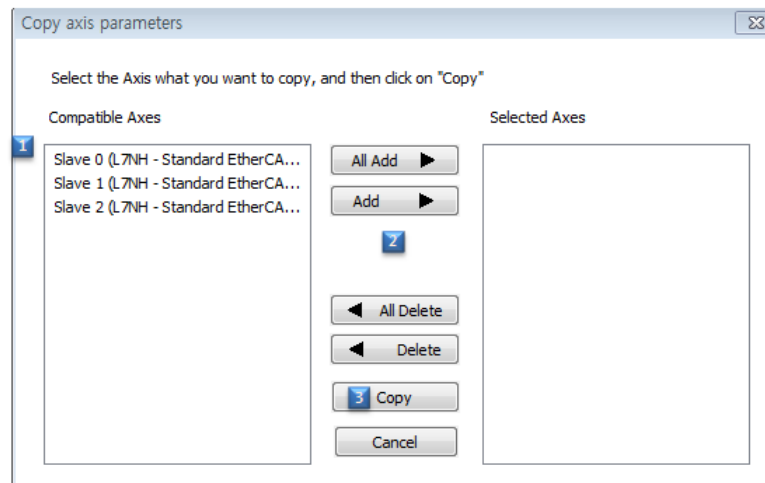 Copy axis parameters
Select the Axis what you want to copy, and then click on "Copy"
Compatible Axes
Selected Axes
1
Slave 0 (L7NH - Standard EtherCA...
Slave 1 (L7NH - Standard EtherCA...
Slave 2 (L7NH - Standard EtherCA...
All Add
Add
2
All Delete
Delete
3 Copy
Cancel